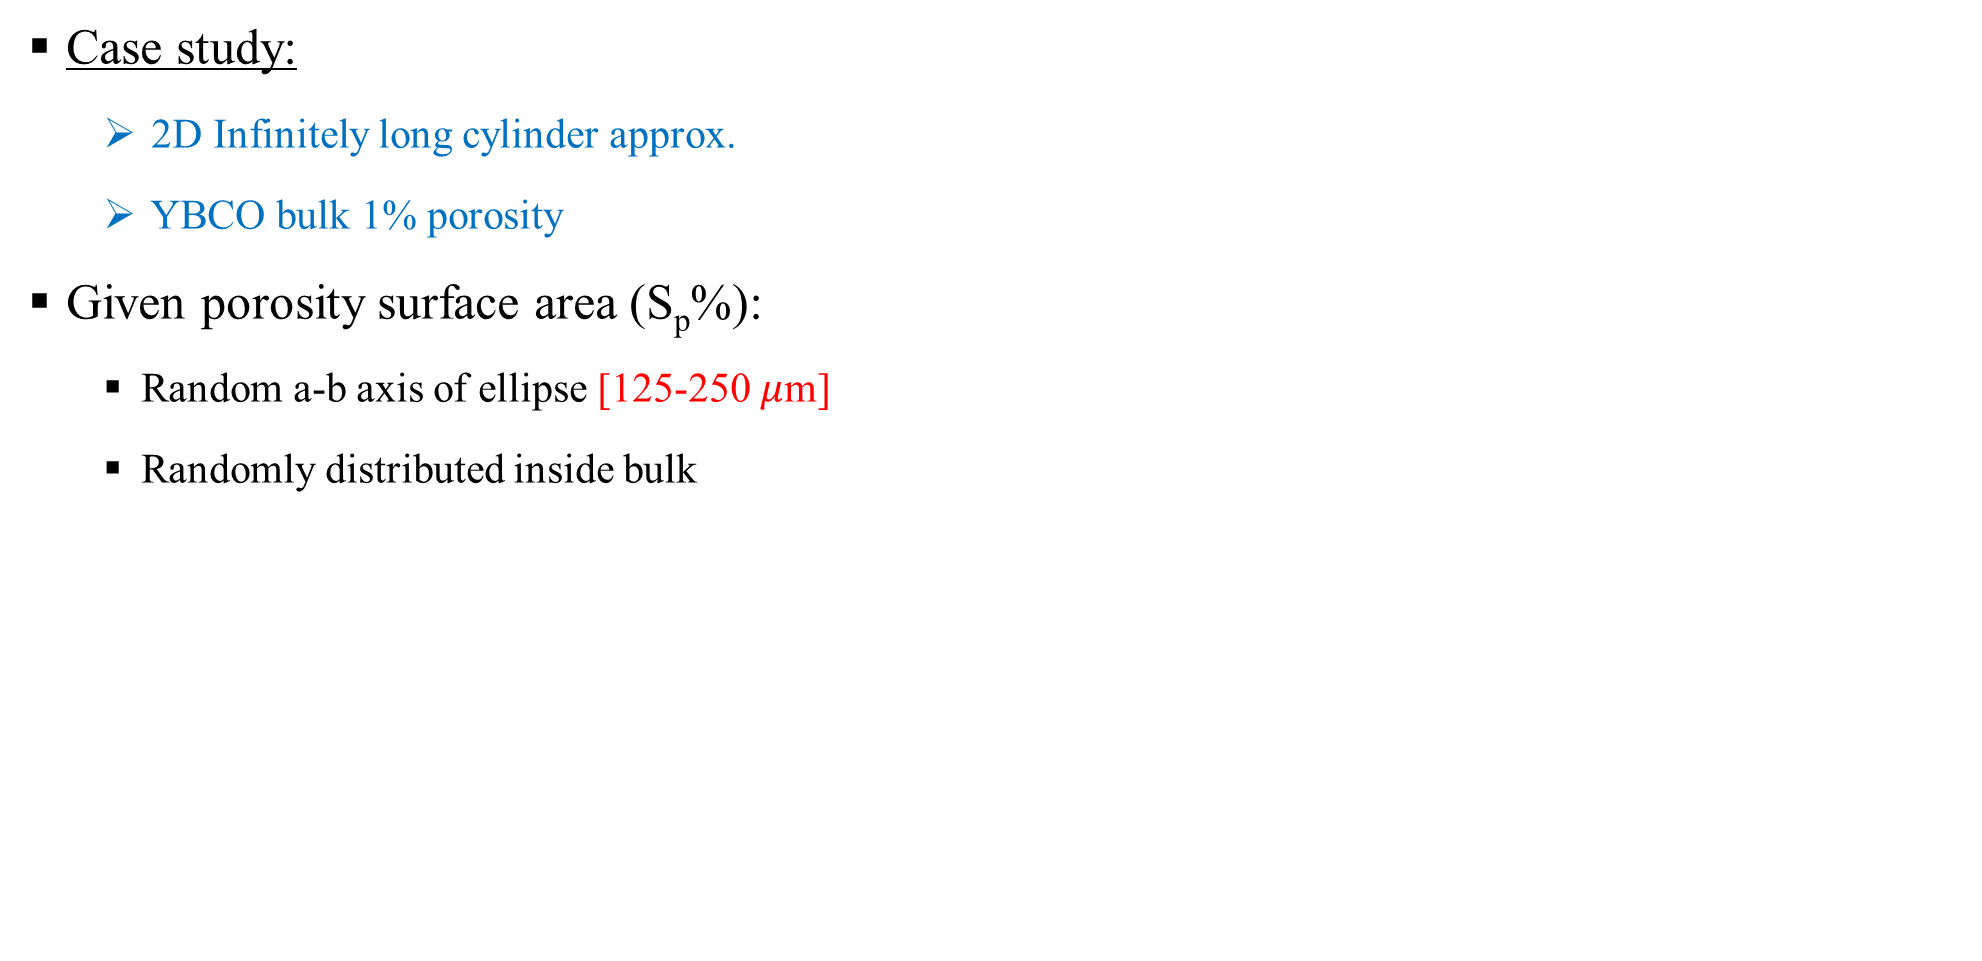 ▪ Case study:
➢ 2D Infinitely long cylinder approx.
➢ YBCO bulk 1% porosity
▪ Given porosity surface area (Sp%):
▪ Random a-b axis of ellipse [125-250 μm]
▪ Randomly distributed inside bulk